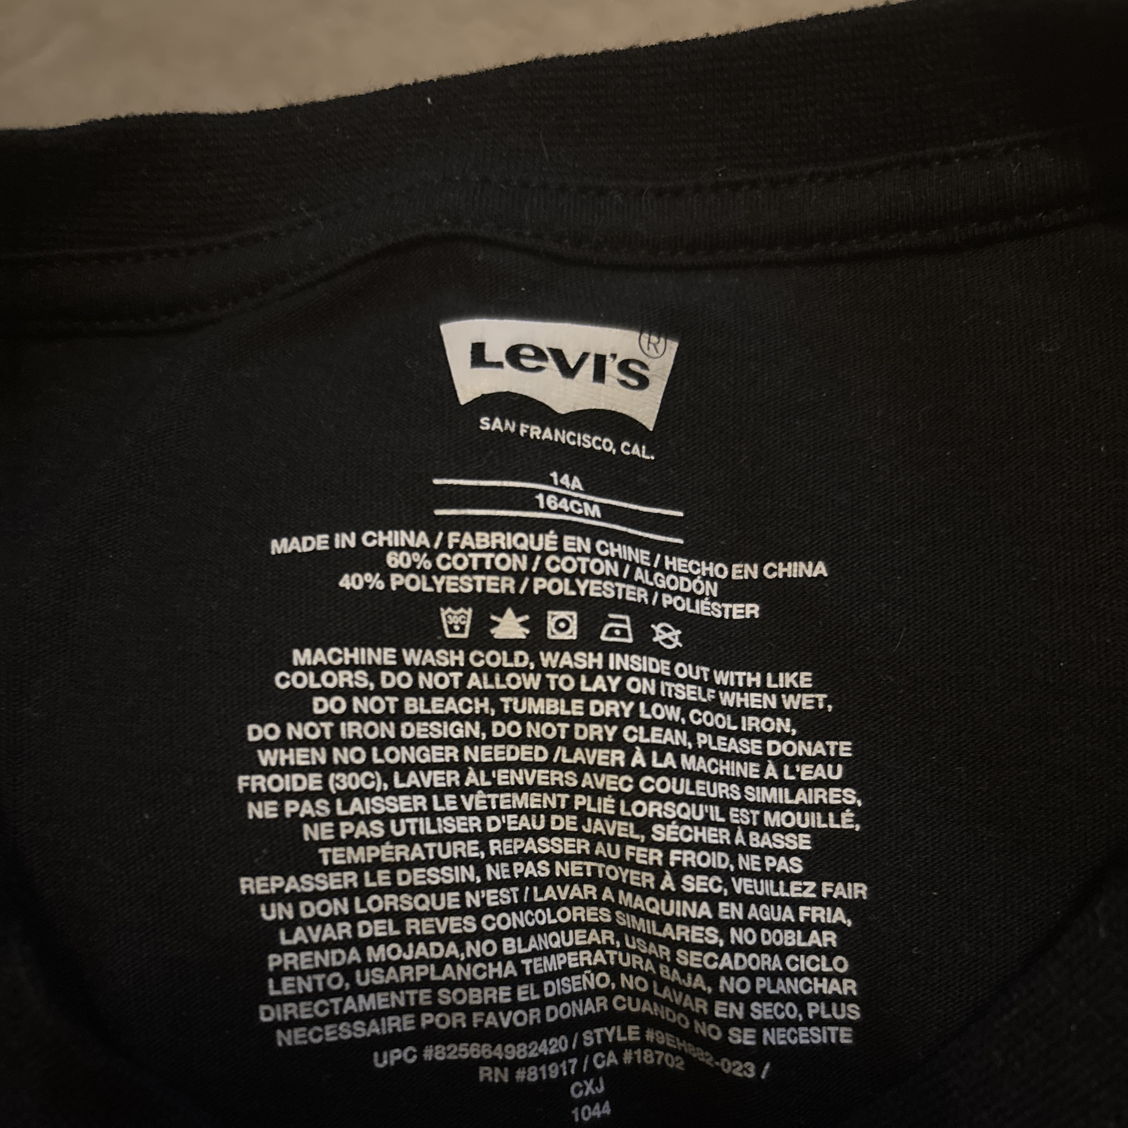 Levi's®
SAN FRANCISCO, CAL.
14A
164CM
MADE IN CHINA / FABRIQUÉ EN CHINE / HECHO EN CHINA
60% COTTON / COTON / ALGODÓN
40% POLYESTER / POLYESTER / POLIÉSTER
30C
MACHINE WASH COLD, WASH INSIDE OUT WITH LIKE
COLORS, DO NOT ALLOW TO LAY ON ITSELF WHEN WET,
DO NOT BLEACH, TUMBLE DRY LOW, COOL IRON,
DO NOT IRON DESIGN, DO NOT DRY CLEAN, PLEASE DONATE
WHEN NO LONGER NEEDED /LAVER À LA MACHINE À L'EAU
FROIDE (30C), LAVER ÀL'ENVERS AVEC COULEURS SIMILAIRES,
NE PAS LAISSER LE VÊTEMENT PLIÉ LORSQU'IL EST MOUILLÉ,
NE PAS UTILISER D'EAU DE JAVEL, SÉCHER À BASSE
TEMPÉRATURE, REPASSER AU FER FROID, NE PAS
REPASSER LE DESSIN, NE PAS NETTOYER À SEC, VEUILLEZ FAIR
UN DON LORSQUE N'EST / LAVAR A MAQUINA EN AGUA FRIA,
LAVAR DEL REVES CONCOLORES SIMILARES, NO DOBLAR
PRENDA MOJADA,NO BLANQUEAR, USAR SECADORA CICLO
LENTO, USARPLANCHA TEMPERATURA BAJA, NO PLANCHAR
DIRECTAMENTE SOBRE EL DISEÑO, NO LAVAR EN SECO, PLUS
NECESSAIRE POR FAVOR DONAR CUANDO NO SE NECESITE
UPC #825664982420 / STYLE /
RN #81917 / CA #18702
CXJ
1044